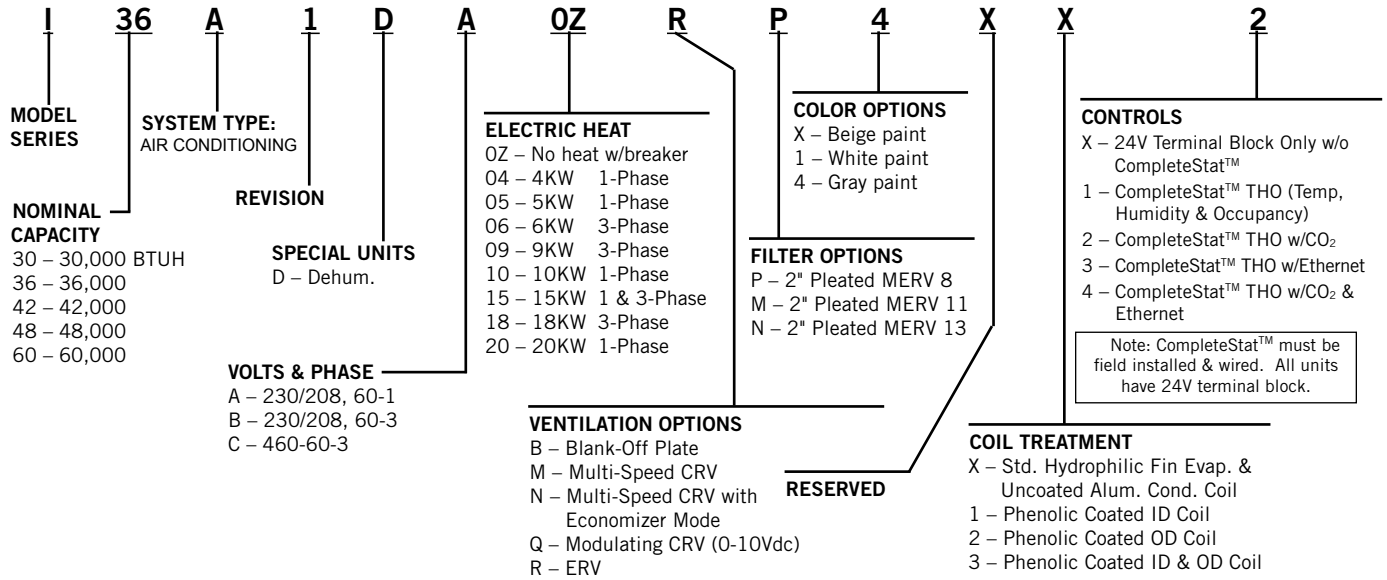 I 36 A 1 D A 0Z R P 4 X X 2
MODEL
SERIES
SYSTEM TYPE:
AIR CONDITIONING
NOMINAL
CAPACITY
30 – 30,000 BTUH
36 – 36,000
42 – 42,000
48 – 48,000
60 – 60,000
REVISION
SPECIAL UNITS
D – Dehum.
VOLTS & PHASE
A – 230/208, 60-1
B – 230/208, 60-3
C – 460-60-3
ELECTRIC HEAT
0Z – No heat w/breaker
04 – 4KW 1-Phase
05 – 5KW 1-Phase
06 – 6KW 3-Phase
09 – 9KW 3-Phase
10 – 10KW 1-Phase
15 – 15KW 1 & 3-Phase
18 – 18KW 3-Phase
20 – 20KW 1-Phase
VENTILATION OPTIONS
B – Blank-Off Plate
M – Multi-Speed CRV
N – Multi-Speed CRV with
Economizer Mode
Q – Modulating CRV (0-10Vdc)
R – ERV
FILTER OPTIONS
P – 2" Pleated MERV 8
M – 2" Pleated MERV 11
N – 2" Pleated MERV 13
COLOR OPTIONS
X – Beige paint
1 – White paint
4 – Gray paint
RESERVED
COIL TREATMENT
X – Std. Hydrophilic Fin Evap. &
Uncoated Alum. Cond. Coil
1 – Phenolic Coated ID Coil
2 – Phenolic Coated OD Coil
3 – Phenolic Coated ID & OD Coil
CONTROLS
X – 24V Terminal Block Only w/o
CompleteStat™
1 – CompleteStat™ THO (Temp,
Humidity & Occupancy)
2 – CompleteStat™ THO w/CO₂
3 – CompleteStat™ THO w/Ethernet
4 – CompleteStat™ THO w/CO₂ &
Ethernet
Note: CompleteStat™ must be
field installed & wired. All units
have 24V terminal block.